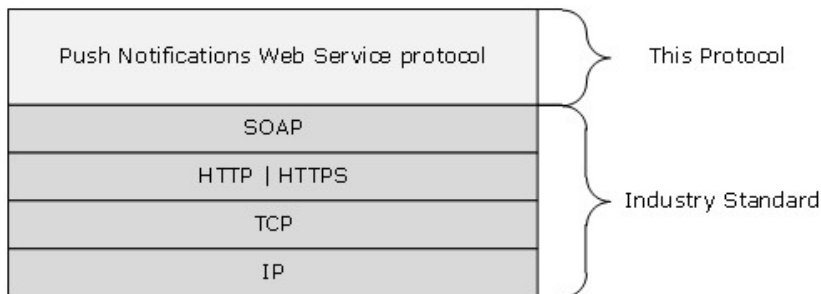 Push Notifications Web Service protocol
This Protocol
SOAP
HTTP | HTTPS
Industry Standard
TCP
IP